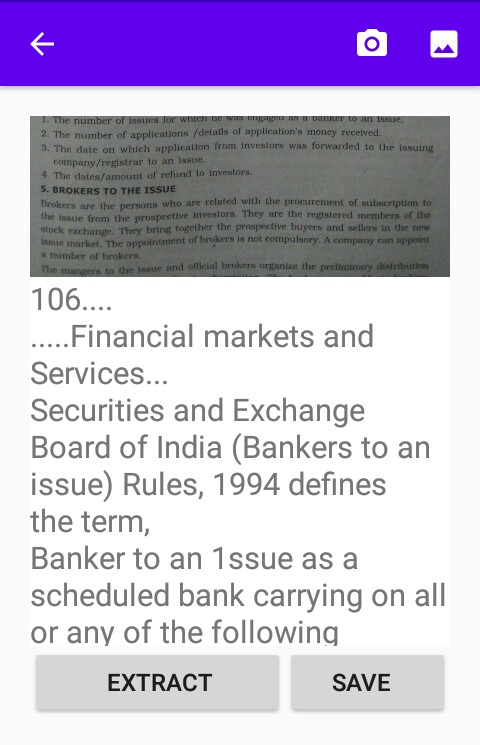 1. The number of issues for which he was engaged as a banker to an issue.
2. The number of applications /details of application's money received.
3. The date on which application from investors was forwarded to the issuing
company/registrar to an issue.
4. The dates/amount of refund to investors.
5. BROKERS TO THE ISSUE
Brokers are the persons who are related with the procurement of subscription to
the issue from the prospective investors. They are the registered members of the
stock exchange. They bring together the prospective buyers and sellers in the new
issue market. The appointment of brokers is not compulsory. A company can appoint
a number of brokers.
The mangers to the issue and official brokers organize the preliminary distribution
106....
.....Financial markets and
Services...
Securities and Exchange
Board of India (Bankers to an
issue) Rules, 1994 defines
the term,
Banker to an 1ssue as a
scheduled bank carrying on all
or any of the following
EXTRACT
SAVE